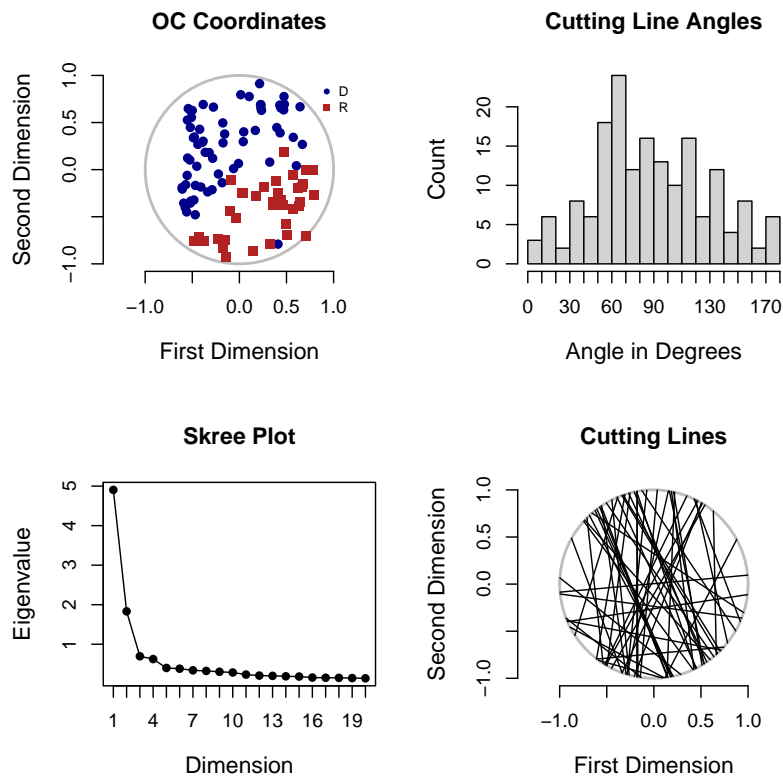 OC Coordinates
Second Dimension
1.0
0.5
0.0
−1.0
D
R
−1.0 0.0 0.5 1.0
First Dimension
Cutting Line Angles
Count
20
15
10
5
0
0 30 60 90 130 170
Angle in Degrees
Skree Plot
Eigenvalue
5
4
3
2
1
1 4 7 10 13 16 19
Dimension
Cutting Lines
Second Dimension
1.0
0.5
0.0
−1.0
−1.0 0.0 0.5 1.0
First Dimension